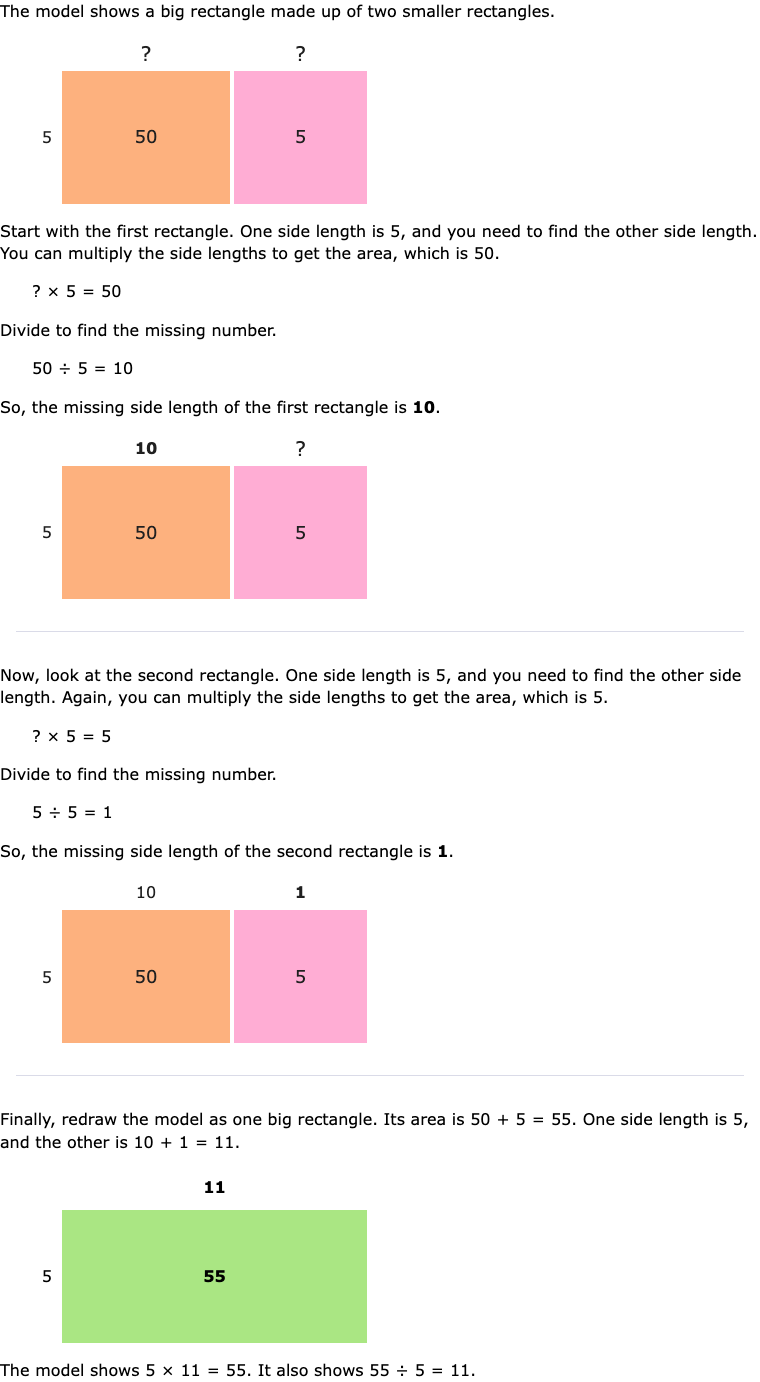 The model shows a big rectangle made up of two smaller rectangles.
? ?
5 50 5
Start with the first rectangle. One side length is 5, and you need to find the other side length.
You can multiply the side lengths to get the area, which is 50.
? × 5 = 50
Divide to find the missing number.
50 ÷ 5 = 10
So, the missing side length of the first rectangle is 10.
10 ?
5 50 5
Now, look at the second rectangle. One side length is 5, and you need to find the other side
length. Again, you can multiply the side lengths to get the area, which is 5.
? × 5 = 5
Divide to find the missing number.
5 ÷ 5 = 1
So, the missing side length of the second rectangle is 1.
10 1
5 50 5
Finally, redraw the model as one big rectangle. Its area is 50 + 5 = 55. One side length is 5,
and the other is 10 + 1 = 11.
11
5 55
The model shows 5 × 11 = 55. It also shows 55 ÷ 5 = 11.